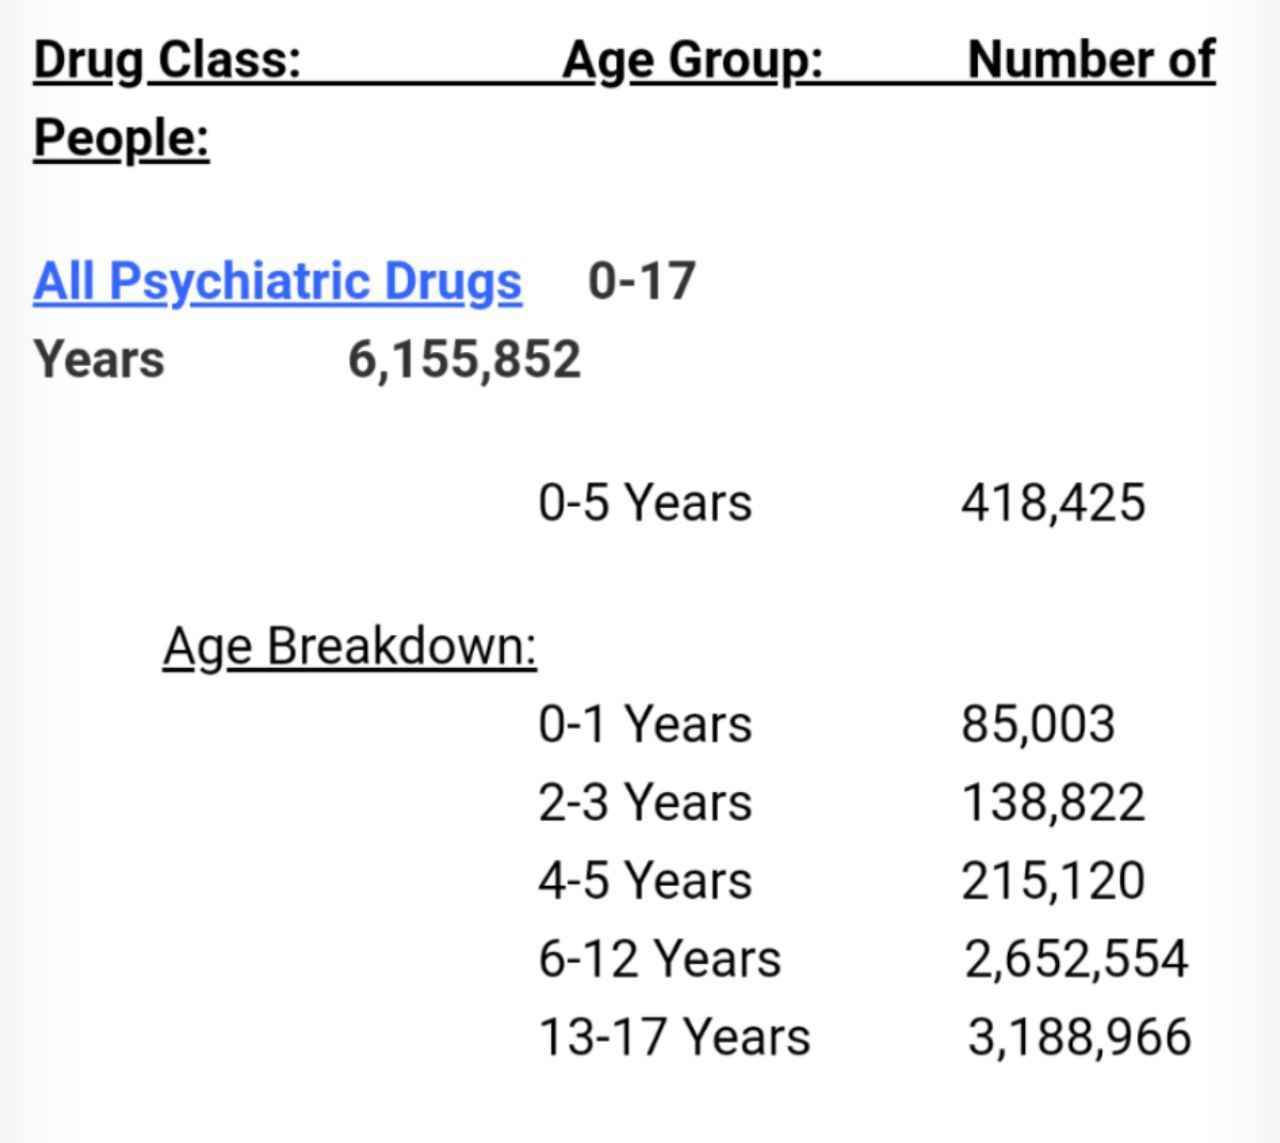 Drug Class: Age Group: Number of
People:
All Psychiatric Drugs 0-17
Years 6,155,852
0-5 Years 418,425
Age Breakdown:
0-1 Years 85,003
2-3 Years 138,822
4-5 Years 215,120
6-12 Years 2,652,554
13-17 Years 3,188,966